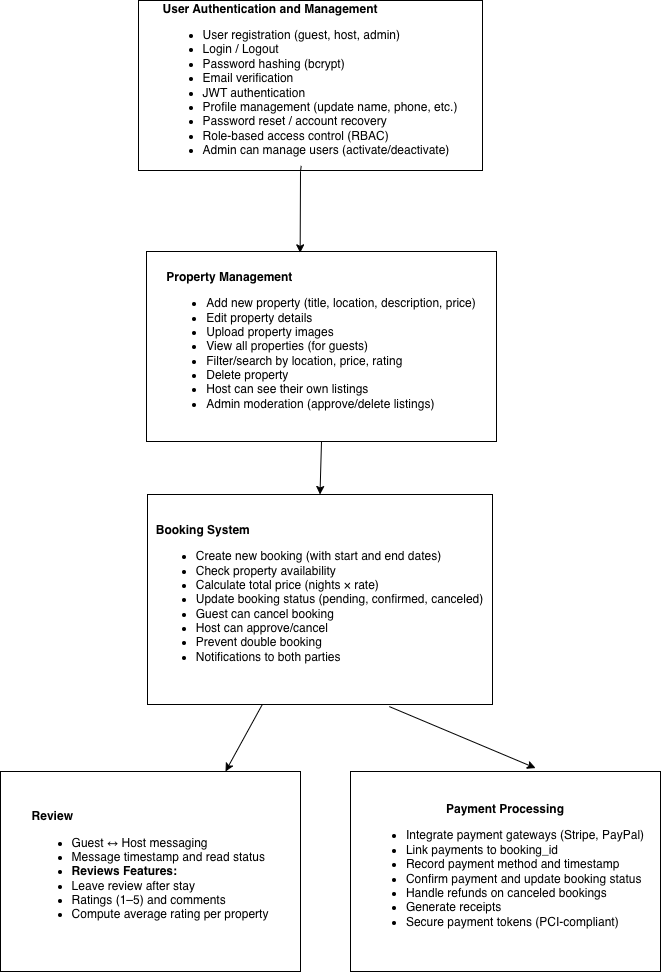 User Authentication and Management
• User registration (guest, host, admin)
• Login / Logout
• Password hashing (bcrypt)
• Email verification
• JWT authentication
• Profile management (update name, phone, etc.)
• Password reset / account recovery
• Role-based access control (RBAC)
• Admin can manage users (activate/deactivate)
Property Management
• Add new property (title, location, description, price)
• Edit property details
• Upload property images
• View all properties (for guests)
• Filter/search by location, price, rating
• Delete property
• Host can see their own listings
• Admin moderation (approve/delete listings)
Booking System
• Create new booking (with start and end dates)
• Check property availability
• Calculate total price (nights × rate)
• Update booking status (pending, confirmed, canceled)
• Guest can cancel booking
• Host can approve/cancel
• Prevent double booking
• Notifications to both parties
Review
• Guest ↔ Host messaging
• Message timestamp and read status
• Reviews Features:
• Leave review after stay
• Ratings (1–5) and comments
• Compute average rating per property
Payment Processing
• Integrate payment gateways (Stripe, PayPal)
• Link payments to booking_id
• Record payment method and timestamp
• Confirm payment and update booking status
• Handle refunds on canceled bookings
• Generate receipts
• Secure payment tokens (PCI-compliant)